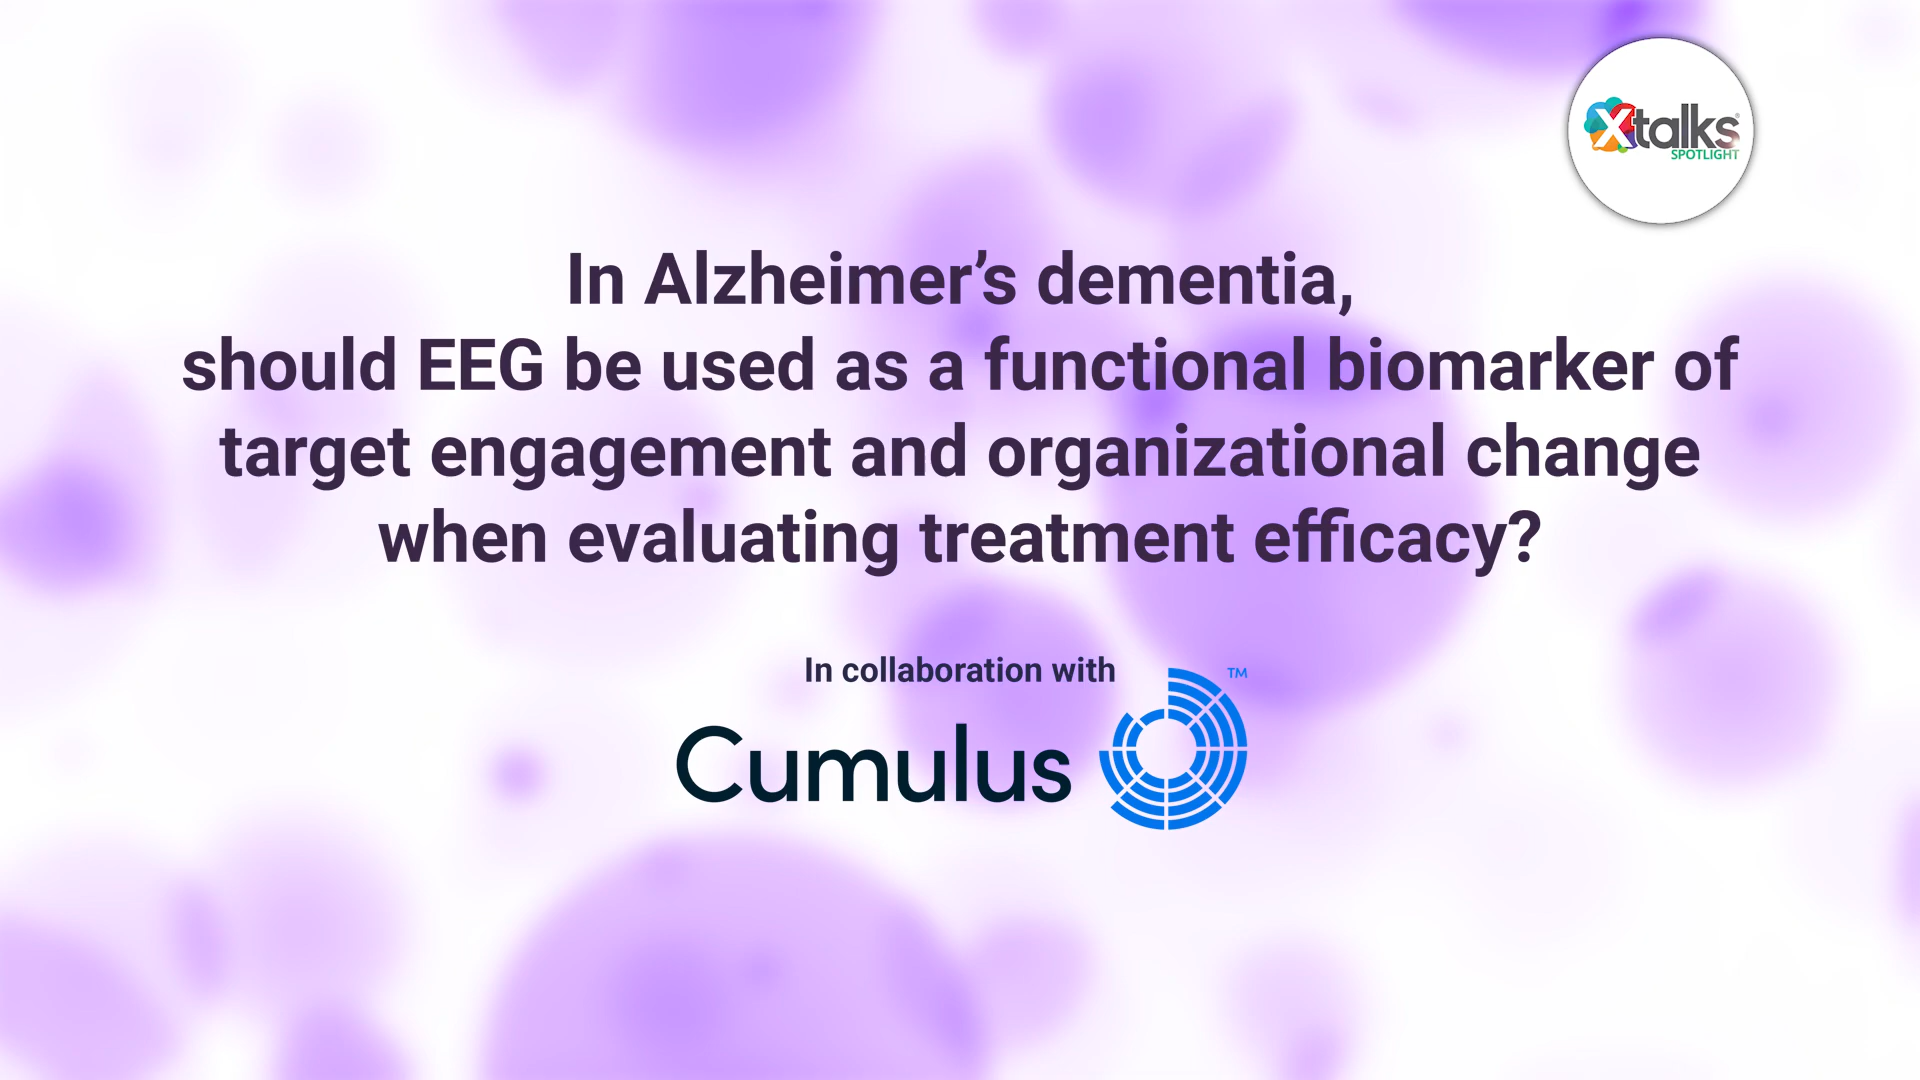 Xtalks
SPOTLIGHT
In Alzheimer’s dementia,
should EEG be used as a functional biomarker of
target engagement and organizational change
when evaluating treatment efficacy?
In collaboration with
Cumulus
TM